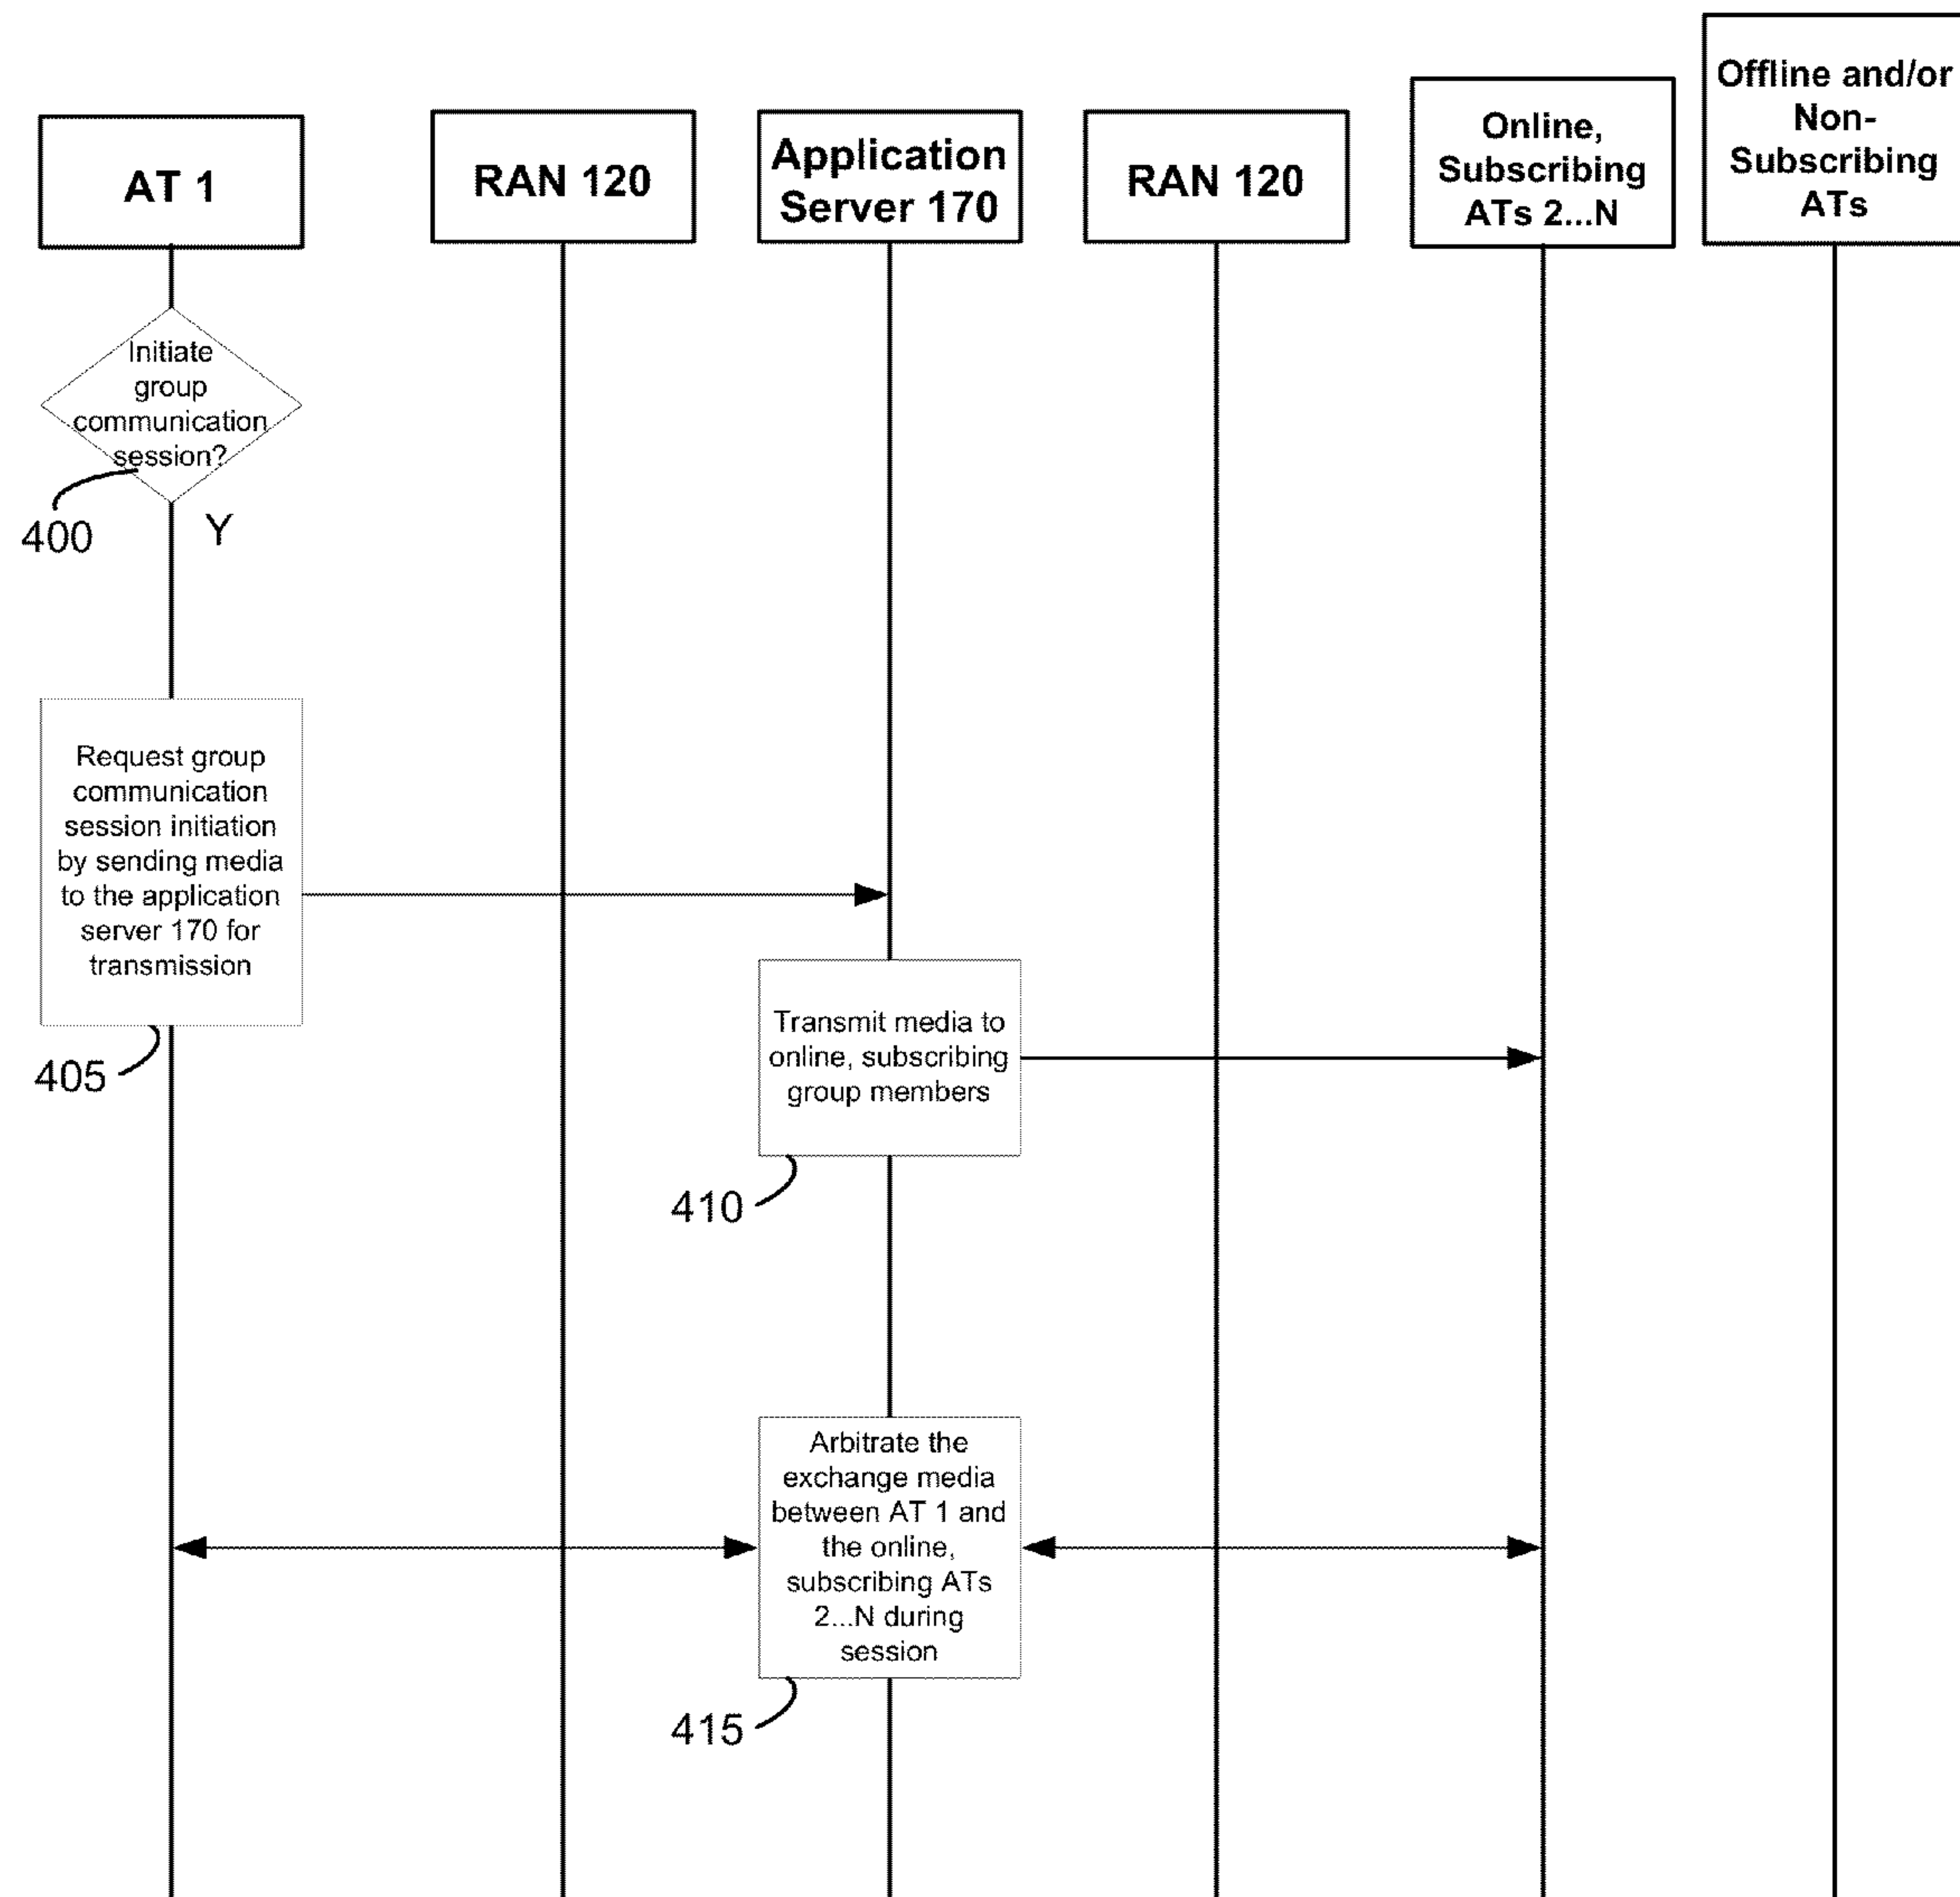 AT 1
RAN 120
Application
Server 170
RAN 120
Online,
Subscribing
ATs 2...N
Offline and/or
Non-
Subscribing
ATs
Initiate
group
communication
session?
400
Y
Request group
communication
session initiation
by sending media
to the application
server 170 for
transmission
405
Transmit media to
online, subscribing
group members
410
Arbitrate the
exchange media
between AT 1 and
the online,
subscribing ATs
2...N during
session
415